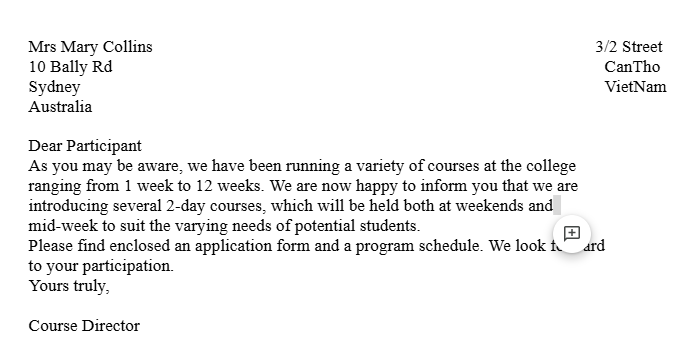 Mrs Mary Collins 3/2 Street
10 Bally Rd CanTho
Sydney VietNam
Australia
Dear Participant
As you may be aware, we have been running a variety of courses at the college
ranging from 1 week to 12 weeks. We are now happy to inform you that we are
introducing several 2-day courses, which will be held both at weekends and
mid-week to suit the varying needs of potential students.
Please find enclosed an application form and a program schedule. We look
to your participation.
Yours truly,
Course Director